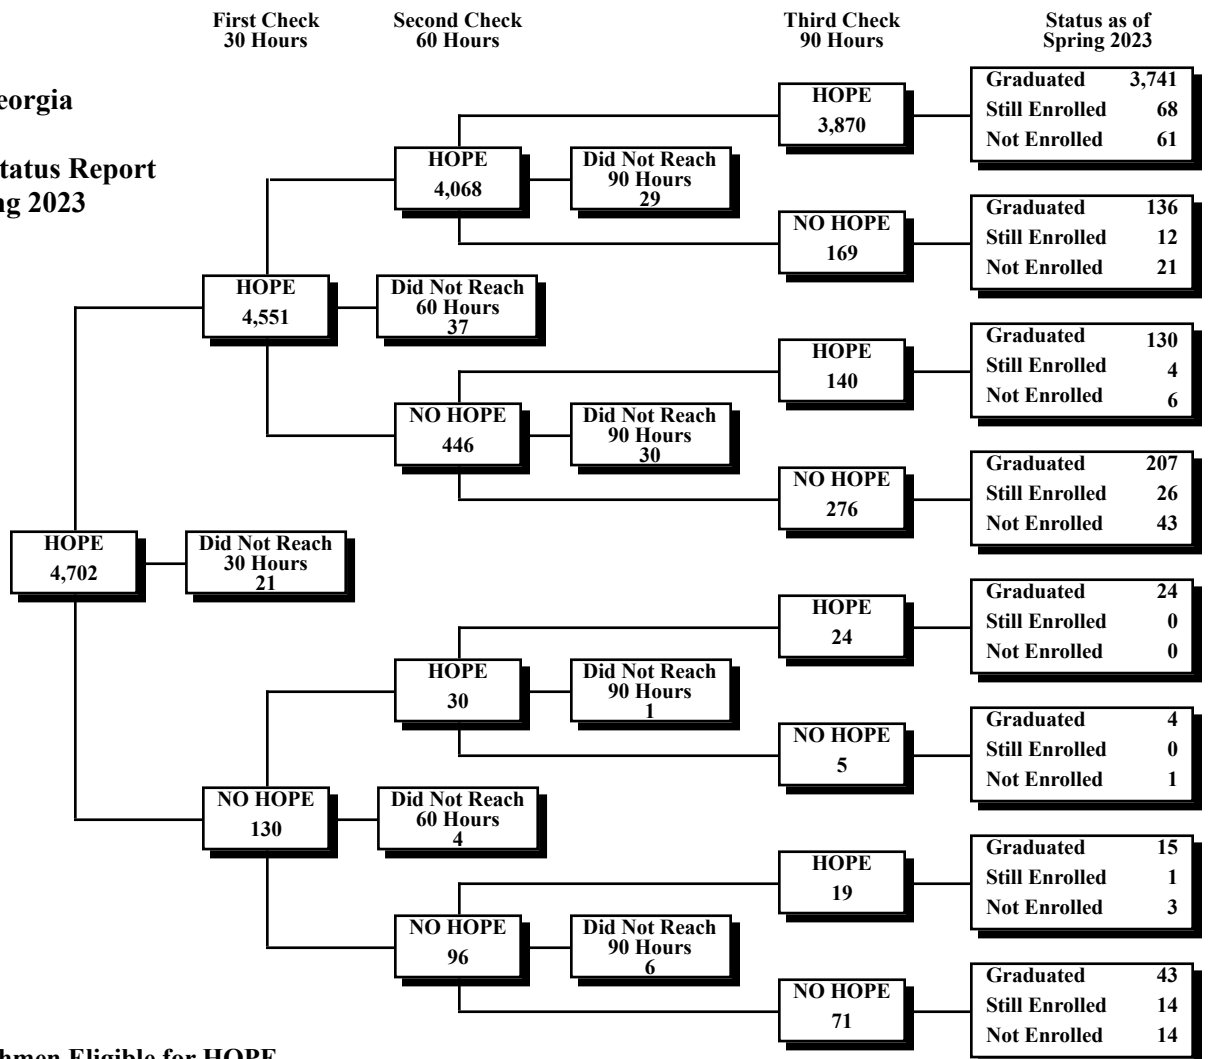 First Check
30 Hours
Second Check
60 Hours
Third Check
90 Hours
Status as of
Spring 2023
HOPE
3,870
Graduated 3,741
Still Enrolled 68
Not Enrolled 61
HOPE
4,068
Did Not Reach
90 Hours
29
Status Report
2023
NO HOPE
169
Graduated 136
Still Enrolled 12
Not Enrolled 21
HOPE
4,551
Did Not Reach
60 Hours
37
HOPE
140
Graduated 130
Still Enrolled 4
Not Enrolled 6
NO HOPE
446
Did Not Reach
90 Hours
30
NO HOPE
276
Graduated 207
Still Enrolled 26
Not Enrolled 43
HOPE
4,702
Did Not Reach
30 Hours
21
HOPE
24
Graduated 24
Still Enrolled 0
Not Enrolled 0
HOPE
30
Did Not Reach
90 Hours
1
NO HOPE
5
Graduated 4
Still Enrolled 0
Not Enrolled 1
NO HOPE
130
Did Not Reach
60 Hours
4
HOPE
19
Graduated 15
Still Enrolled 1
Not Enrolled 3
NO HOPE
96
Did Not Reach
90 Hours
6
NO HOPE
71
Graduated 43
Still Enrolled 14
Not Enrolled 14
Eligible for HOPE